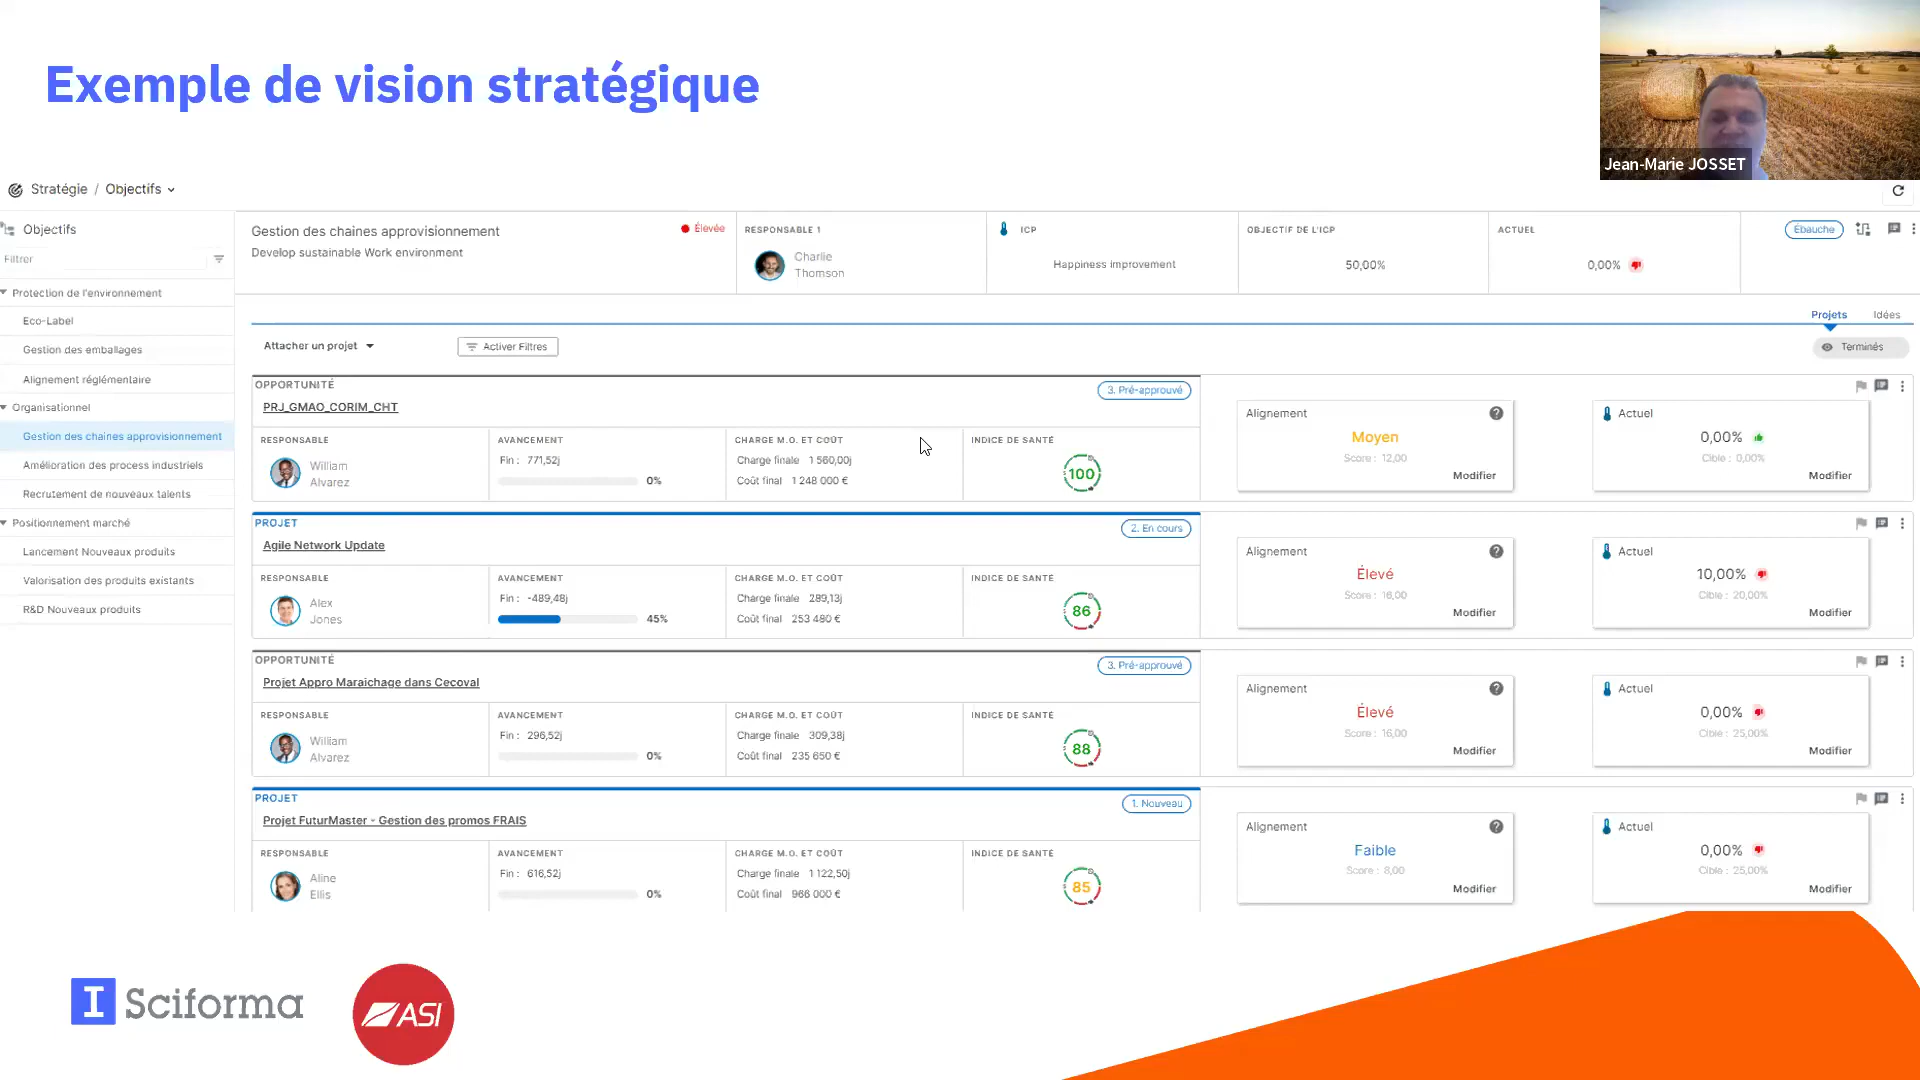 Exemple de vision stratégique
Jean-Marie JOSSET
Stratégie / Objectifs
Objectifs
Filtrer
Protection de l'environnement
Eco-Label
Gestion des emballages
Alignement réglémentaire
Organisationnel
Gestion des chaines approvisionnement
Amélioration des process industriels
Recrutement de nouveaux talents
Positionnement marché
Lancement Nouveaux produits
Valorisation des produits existants
R&D Nouveaux produits
Gestion des chaines approvisionnement
Élevée
Develop sustainable Work environment
RESPONSABLE 1
Charlie
Thomson
ICP
Happiness improvement
OBJECTIF DE L'ICP
50,00%
ACTUEL
0,00%
Ébauche
Projets Idées
Attacher un projet
Activer Filtres
Terminés
OPPORTUNITÉ
3. Pré-approuvé
PRJ_GMAO_CORIM_CHT
RESPONSABLE
William
Alvarez
AVANCEMENT
Fin : 771,52j
0%
CHARGE M.O. ET COÛT
Charge finale 1 560,00j
Coût final 1 248 000 €
INDICE DE SANTÉ
100
Alignement
Moyen
Score : 12,00
Modifier
Actuel
0,00%
Cible : 0,00%
Modifier
PROJET
2. En cours
Agile Network Update
RESPONSABLE
Alex
Jones
AVANCEMENT
Fin : -489,48j
45%
CHARGE M.O. ET COÛT
Charge finale 289,13j
Coût final 253 480 €
INDICE DE SANTÉ
86
Alignement
Élevé
Score : 16,00
Modifier
Actuel
10,00%
Cible : 20,00%
Modifier
OPPORTUNITÉ
3. Pré-approuvé
Projet Appro Maraichage dans Cecoval
RESPONSABLE
William
Alvarez
AVANCEMENT
Fin : 296,52j
0%
CHARGE M.O. ET COÛT
Charge finale 309,38j
Coût final 235 650 €
INDICE DE SANTÉ
88
Alignement
Élevé
Score : 16,00
Modifier
Actuel
0,00%
Cible : 25,00%
Modifier
PROJET
1. Nouveau
Projet FuturMaster - Gestion des promos FRAIS
RESPONSABLE
Aline
Ellis
AVANCEMENT
Fin : 616,52j
0%
CHARGE M.O. ET COÛT
Charge finale 1 122,50j
Coût final 966 000 €
INDICE DE SANTÉ
85
Alignement
Faible
Score : 8,00
Modifier
Actuel
0,00%
Cible : 25,00%
Modifier
Sciforma
ASI